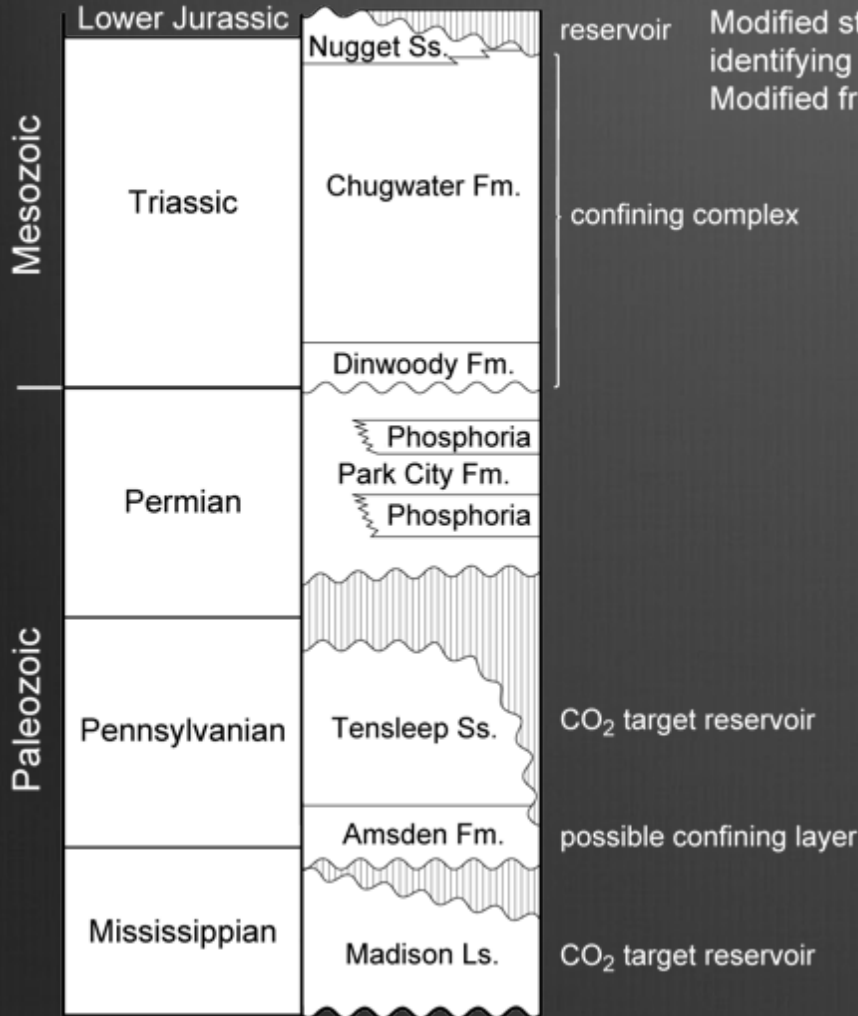 Lower Jurassic
Nugget Ss.
reservoir
Modified
identifying
Modified
Mesozoic
Triassic
Chugwater Fm.
confining complex
Dinwoody Fm.
Paleozoic
Permian
Phosphoria
Park City Fm.
Phosphoria
Pennsylvanian
Tensleep Ss.
CO₂ target reservoir
Amsden Fm.
possible confining layer
Mississippian
Madison Ls.
CO₂ target reservoir